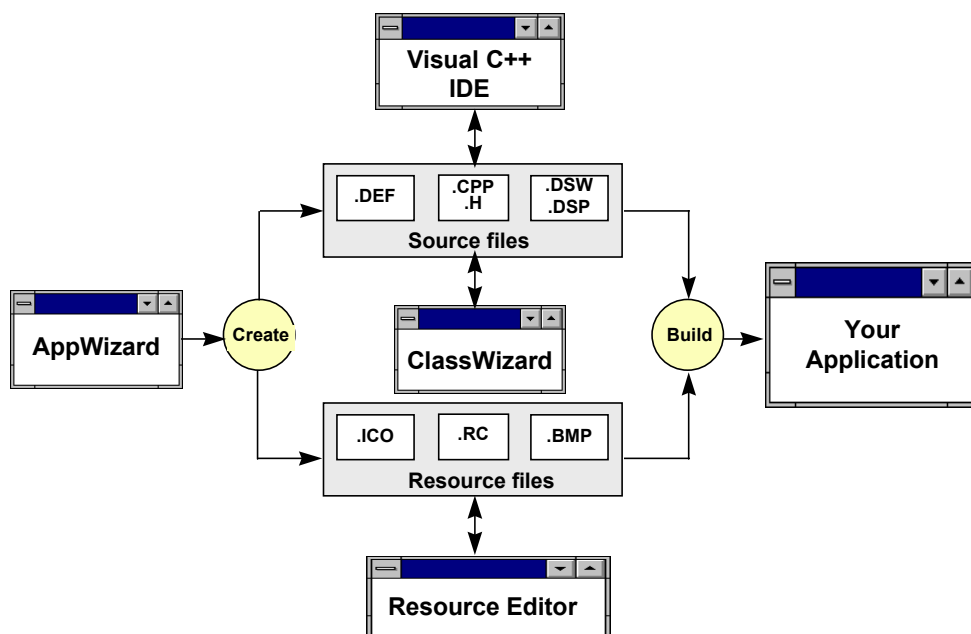 Visual C++
IDE
.DEF
.CPP
.H
.DSW
.DSP
Source files
AppWizard
Create
ClassWizard
Build
Your
Application
.ICO
.RC
.BMP
Resource files
Resource Editor